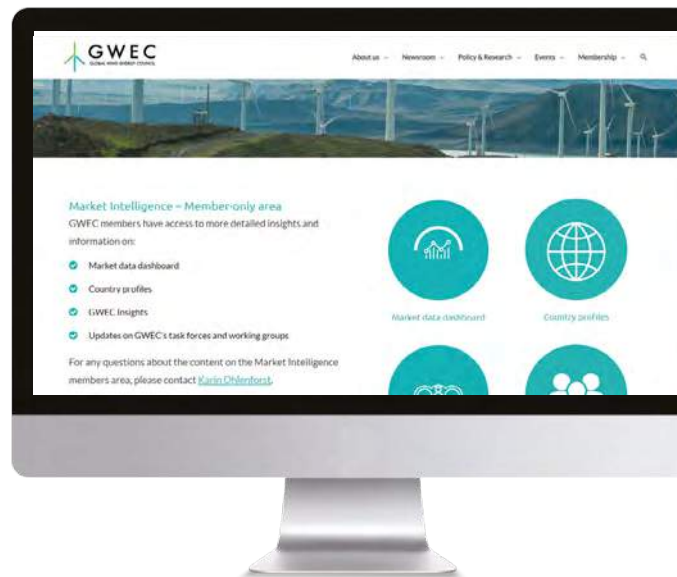 GWEC
GLOBAL WIND ENERGY COUNCIL
About us
Newsroom
Policy & Research
Events
Membership
Market Intelligence – Member-only area
GWEC members have access to more detailed insights and
information on:
Market data dashboard
Country profiles
GWEC Insights
Updates on GWEC's task forces and working groups
For any questions about the content on the Market Intelligence
members area, please contact Karin Ohlenforst.
Market data dashboard
Country profiles